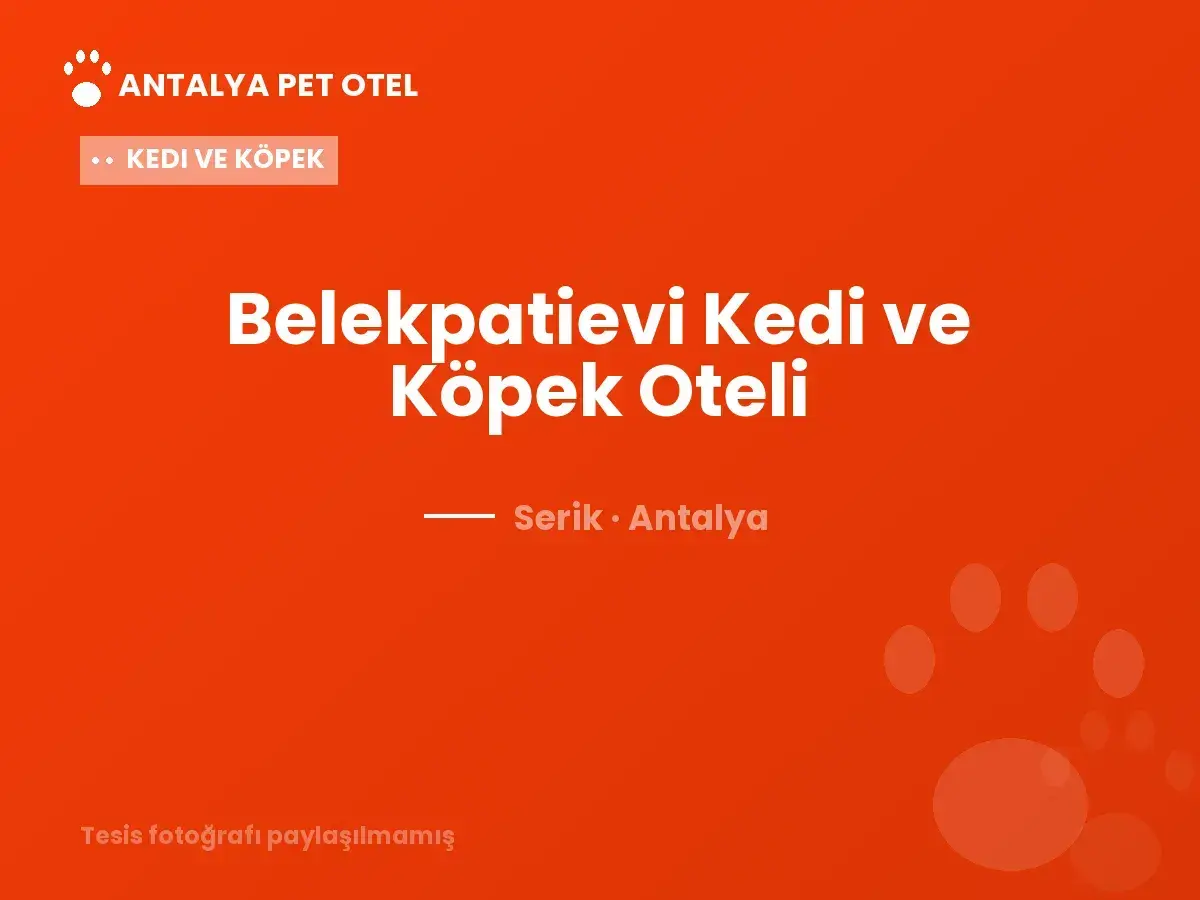 ANTALYA PET OTEL
KEDI VE KÖPEK
Belekpatievi Kedi ve
Köpek Oteli
Serik · Antalya
Tesis fotoğrafı paylaşılmamış